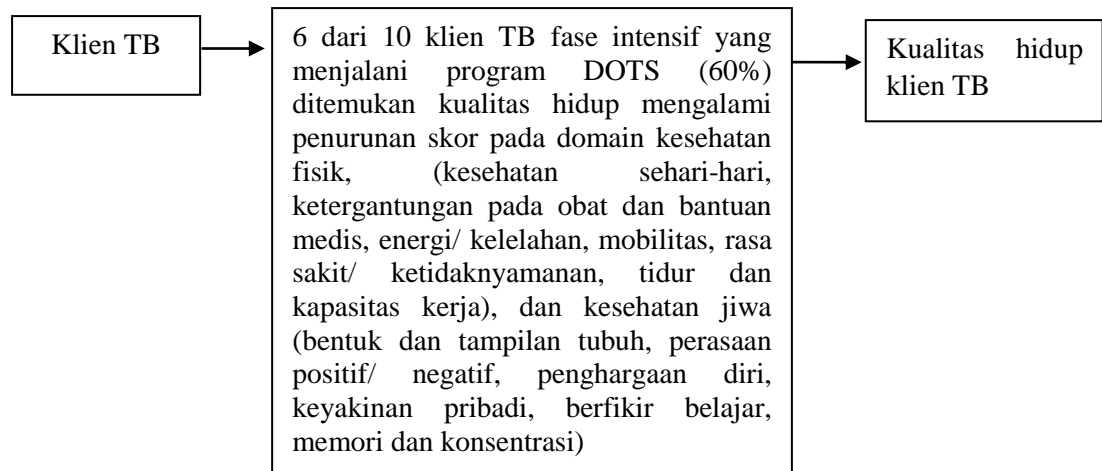 Klien TB
6 dari 10 klien TB fase intensif yang
menjalani program DOTS (60%)
ditemukan kualitas hidup mengalami
penurunan skor pada domain kesehatan
fisik, (kesehatan sehari-hari,
ketergantungan pada obat dan bantuan
medis, energi/ kelelahan, mobilitas, rasa
sakit/ ketidaknyamanan, tidur dan
kapasitas kerja), dan kesehatan jiwa
(bentuk dan tampilan tubuh, perasaan
positif/ negatif, penghargaan diri,
keyakinan pribadi, berfikir belajar,
memori dan konsentrasi)
Kualitas hidup
klien TB